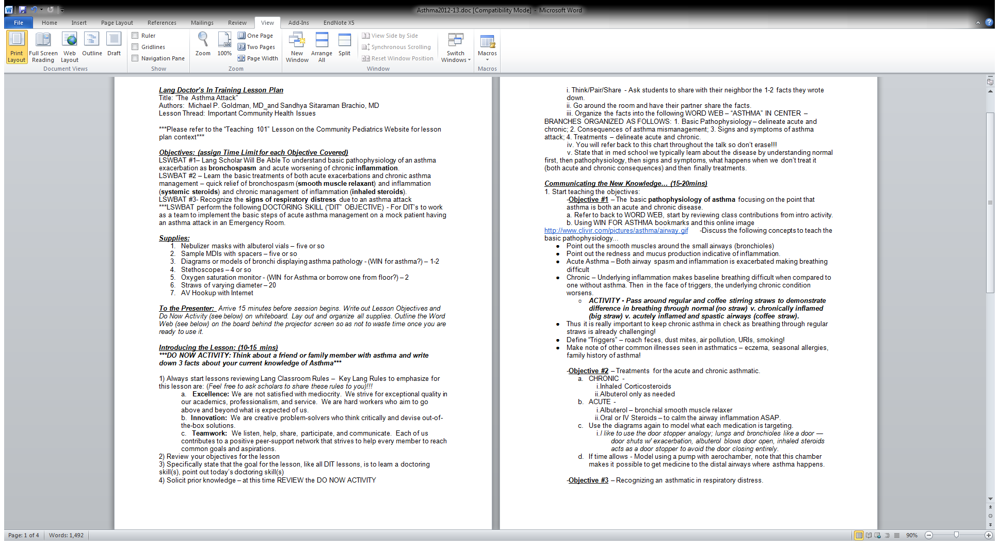 Asthma2012-13.doc [Compatibility Mode] - Microsoft Word
File Home Insert Page Layout References Mailings Review View Add-Ins EndNote X5
Print Layout
Full Screen Reading
Web Layout
Outline
Draft
Document Views
Ruler
Gridlines
Navigation Pane
Show
Zoom
100%
One Page
Two Pages
Page Width
Zoom
New Window
Arrange All
Split
View Side by Side
Synchronous Scrolling
Reset Window Position
Window
Switch Windows
Macros
Macros
Lang Doctor's In Training Lesson Plan
Title: "The Asthma Attack"
Authors: Michael P. Goldman, MD_and Sandhya Sitaraman Brachio, MD
Lesson Thread: Important Community Health Issues
***Please refer to the "Teaching 101" Lesson on the Community Pediatrics Website for lesson
plan context***
Objectives: (assign Time Limit for each Objective Covered)
LSWBAT #1– Lang Scholar Will Be Able To understand basic pathophysiology of an asthma
exacerbation as bronchospasm and acute worsening of chronic inflammation.
LSWBAT #2 – Learn the basic treatments of both acute exacerbations and chronic asthma
management – quick relief of bronchospasm (smooth muscle relaxant) and inflammation
(systemic steroids) and chronic management of inflammation (inhaled steroids).
LSWBAT #3- Recognize the signs of respiratory distress due to an asthma attack
***LSWBAT perform the following DOCTORING SKILL ("DIT" OBJECTIVE) - For DIT's to work
as a team to implement the basic steps of acute asthma management on a mock patient having
an asthma attack in an Emergency Room.
Supplies:
1. Nebulizer masks with albuterol vials – five or so
2. Sample MDIs with spacers – five or so
3. Diagrams or models of bronchi displaying asthma pathology - (WIN for asthma?) – 1-2
4. Stethoscopes – 4 or so
5. Oxygen saturation monitor - (WIN for Asthma or borrow one from floor?) – 2
6. Straws of varying diameter – 20
7. AV Hookup with Internet
To the Presenter: Arrive 15 minutes before session begins. Write out Lesson Objectives and
Do Now Activity (see below) on whiteboard. Lay out and organize all supplies. Outline the Word
Web (see below) on the board behind the projector screen so as not to waste time once you are
ready to use it.
Introducing the Lesson: (10-15 mins)
***DO NOW ACTIVITY: Think about a friend or family member with asthma and write
down 3 facts about your current knowledge of Asthma***
1) Always start lessons reviewing Lang Classroom Rules – Key Lang Rules to emphasize for
this lesson are: (Feel free to ask scholars to share these rules to you)!!!
a. Excellence: We are not satisfied with mediocrity. We strive for exceptional quality in
our academics, professionalism, and service. We are hard workers who aim to go
above and beyond what is expected of us.
b. Innovation: We are creative problem-solvers who think critically and devise out-of-
the-box solutions.
c. Teamwork: We listen, help, share, participate, and communicate. Each of us
contributes to a positive peer-support network that strives to help every member to reach
common goals and aspirations.
2) Review your objectives for the lesson
3) Specifically state that the goal for the lesson, like all DIT lessons, is to learn a doctoring
skill(s), point out today's doctoring skill(s)
4) Solicit prior knowledge – at this time REVIEW the DO NOW ACTIVITY
i. Think/Pair/Share - Ask students to share with their neighbor the 1-2 facts they wrote
down.
ii. Go around the room and have their partner share the facts.
iii. Organize the facts into the following WORD WEB – "ASTHMA" IN CENTER –
BRANCHES ORGANIZED AS FOLLOWS: 1. Basic Pathophysiology – delineate acute and
chronic; 2. Consequences of asthma mismanagement; 3. Signs and symptoms of asthma
attack; 4. Treatments – delineate acute and chronic.
iv. You will refer back to this chart throughout the talk so don't erase!!!
v. State that in med school we typically learn about the disease by understanding normal
first, then pathophysiology, then signs and symptoms, what happens when we don't treat it
(both acute and chronic consequences) and then finally treatments.
Communicating the New Knowledge... (15-20mins)
1. Start teaching the objectives:
-Objective #1 – The basic pathophysiology of asthma focusing on the point that
asthma is both an acute and chronic disease.
a. Refer to back to WORD WEB, start by reviewing class contributions from intro activity.
b. Using WIN FOR ASTHMA bookmarks and this online image
http://www.clivir.com/pictures/asthma/airway.gif -Discuss the following concepts to teach the
basic pathophysiology...
● Point out the smooth muscles around the small airways (bronchioles)
● Point out the redness and mucus production indicative of inflammation.
● Acute Asthma – Both airway spasm and inflammation is exacerbated making breathing
difficult
● Chronic – Underlying inflammation makes baseline breathing difficult when compared to
one without asthma. Then in the face of triggers, the underlying chronic condition
worsens.
○ ACTIVITY - Pass around regular and coffee stirring straws to demonstrate
difference in breathing through normal (no straw) v. chronically inflamed
(big straw) v. acutely inflamed and spastic airways (coffee straw).
● Thus it is really important to keep chronic asthma in check as breathing through regular
straws is already challenging!
● Define "Triggers" – roach feces, dust mites, air pollution, URIs, smoking!
● Make note of other common illnesses seen in asthmatics – eczema, seasonal allergies,
family history of asthma!
-Objective #2 – Treatments for the acute and chronic asthmatic.
a. CHRONIC -
i.Inhaled Corticosteroids
ii.Albuterol only as needed
b. ACUTE -
i.Albuterol – bronchial smooth muscle relaxer
ii.Oral or IV Steroids – to calm the airway inflammation ASAP.
c. Use the diagrams again to model what each medication is targeting.
i.I like to use the door stopper analogy; lungs and bronchioles like a door —
door shuts w/ exacerbation, albuterol blows door open, inhaled steroids
acts as a door stopper to avoid the door closing entirely.
d. If time allows - Model using a pump with aerochamber, note that this chamber
makes it possible to get medicine to the distal airways where asthma happens.
-Objective #3 – Recognizing an asthmatic in respiratory distress.
Page: 1 of 4 Words: 1,492 90%